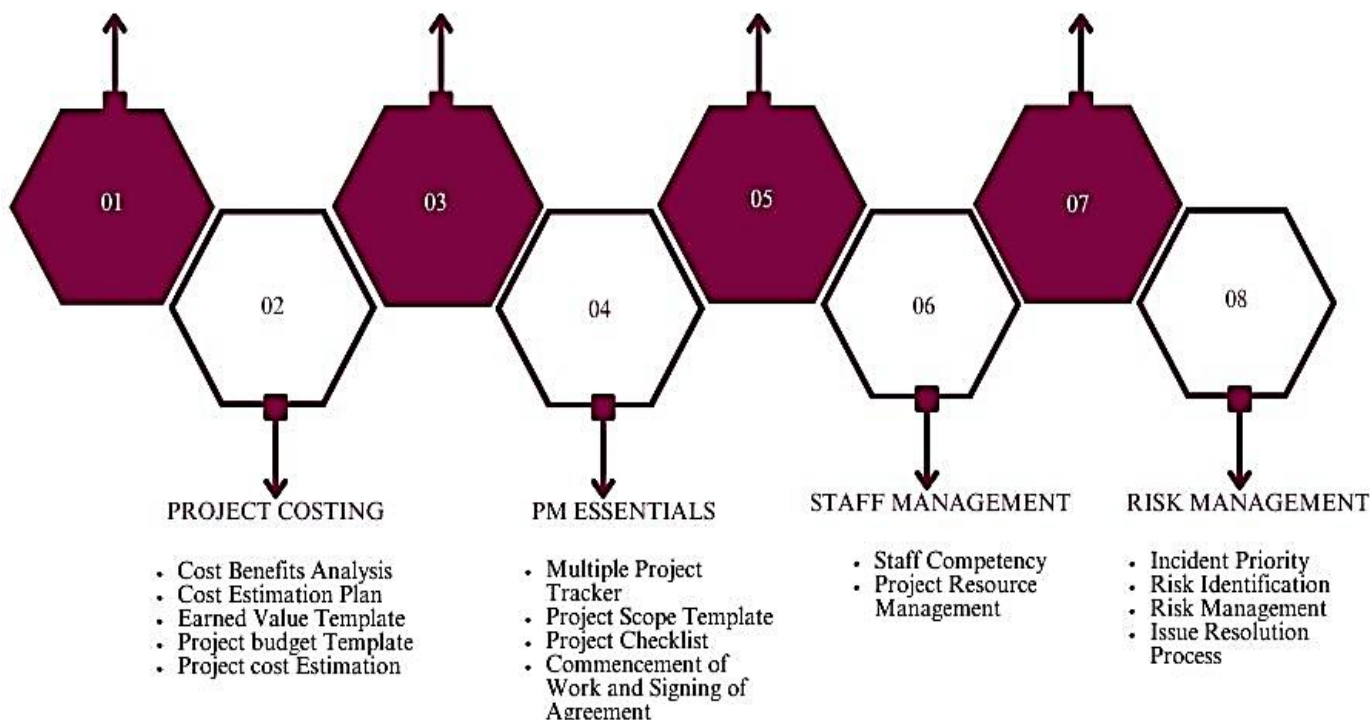 01
03
05
07
02
04
06
08
PROJECT COSTING
• Cost Benefits Analysis
• Cost Estimation Plan
• Earned Value Template
• Project budget Template
• Project cost Estimation
PM ESSENTIALS
• Multiple Project
Tracker
• Project Scope Template
• Project Checklist
• Commencement of
Work and Signing of
Agreement
STAFF MANAGEMENT
• Staff Competency
• Project Resource
Management
RISK MANAGEMENT
• Incident Priority
• Risk Identification
• Risk Management
• Issue Resolution
Process